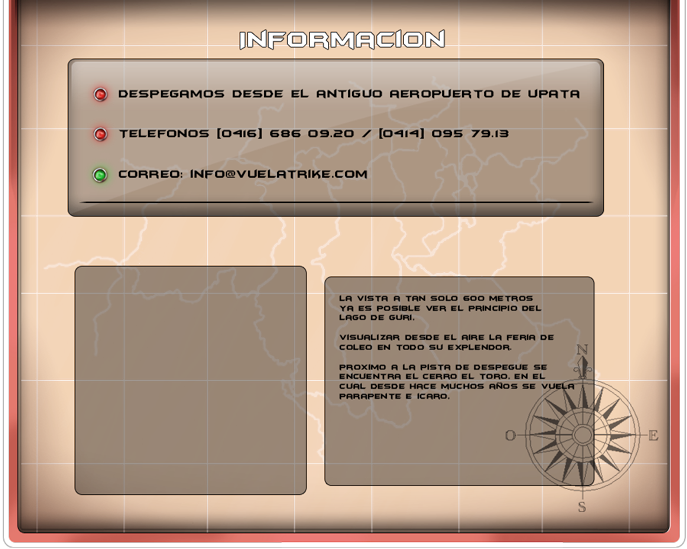 INFORMACION
DESPEGAMOS DESDE EL ANTIGUO AEROPUERTO DE UPATA
TELEFONOS [0416] 686 09.20 / [0414] 095 79.13
CORREO: INFO@VUELATRIKE.COM
LA VISTA A TAN SOLO 600 METROS
YA ES POSIBLE VER EL PRINCIPIO DEL
LAGO DE GURI.
VISUALIZAR DESDE EL AIRE LA FERIA DE
COLEO EN TODO SU EXPLENDOR.
PROXIMO A LA PISTA DE DESPEGUE SE
ENCUENTRA EL CERRO EL TORO. EN EL
CUAL DESDE HACE MUCHOS AÑOS SE VUELA
PARAPENTE E ICARO.
N
O
E
S